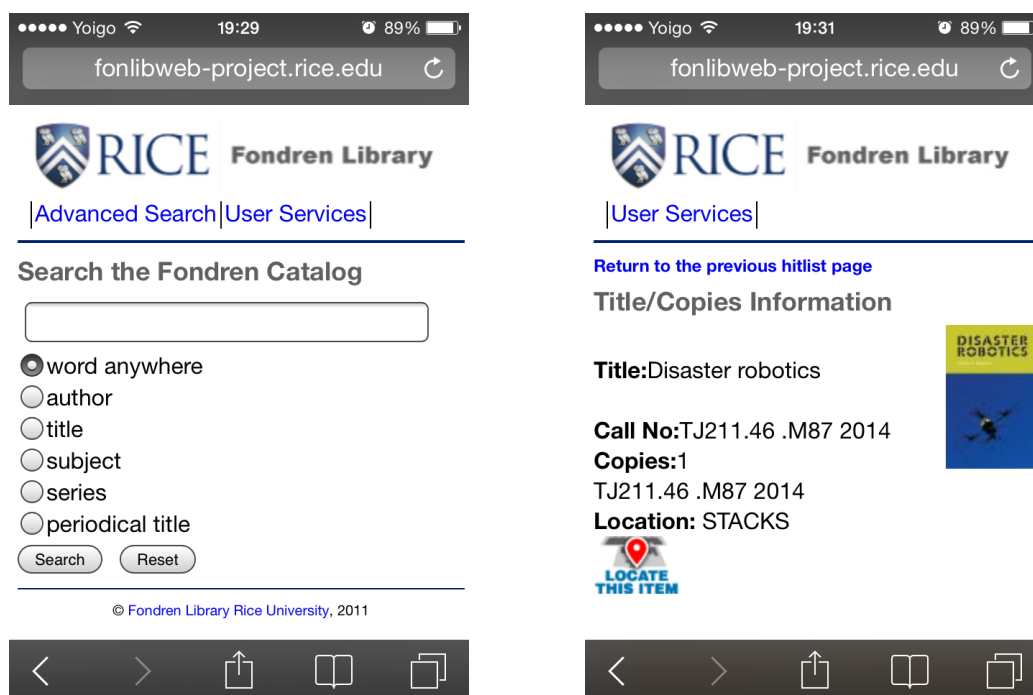 Yoigo 19:29 89%
fonlibweb-project.rice.edu
RICE Fondren Library
|Advanced Search|User Services|
Search the Fondren Catalog
word anywhere
author
title
subject
series
periodical title
Search Reset
© Fondren Library Rice University, 2011
Yoigo 19:31 89%
fonlibweb-project.rice.edu
RICE Fondren Library
|User Services|
Return to the previous hitlist page
Title/Copies Information
DISASTER
ROBOTICS
Title:Disaster robotics
Call No:TJ211.46 .M87 2014
Copies:1
TJ211.46 .M87 2014
Location: STACKS
LOCATE
THIS ITEM